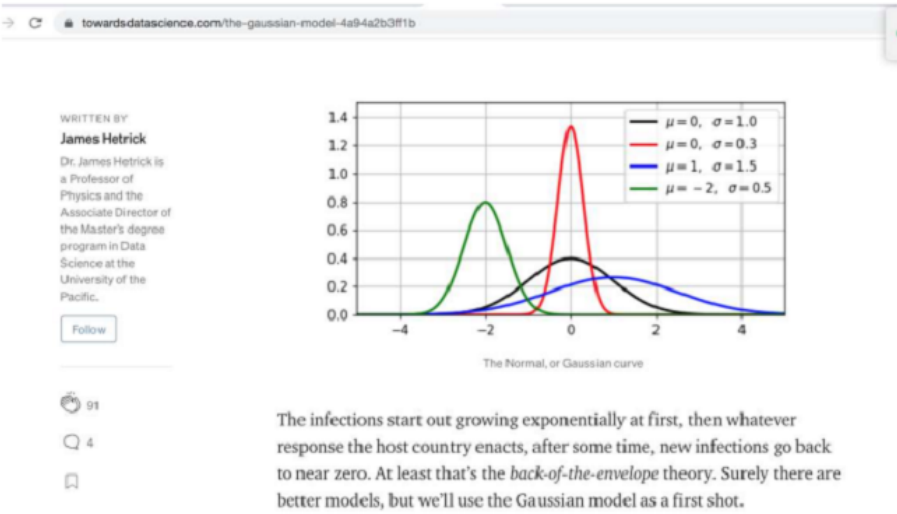 towardsdatascience.com/the-gaussian-model-4a94a2b3ff1b
WRITTEN BY
James Hetrick
Dr. James Hetrick is
a Professor of
Physics and the
Associate Director of
the Master's degree
program in Data
Science at the
University of the
Pacific.
Follow
91
4
1.4
1.2
1.0
0.8
0.6
0.4
0.2
0.0
−4 −2 0 2 4
μ=0, σ=1.0
μ=0, σ=0.3
μ=1, σ=1.5
μ=−2, σ=0.5
The Normal, or Gaussian curve
The infections start out growing exponentially at first, then whatever
response the host country enacts, after some time, new infections go back
to near zero. At least that's the back-of-the-envelope theory. Surely there are
better models, but we'll use the Gaussian model as a first shot.